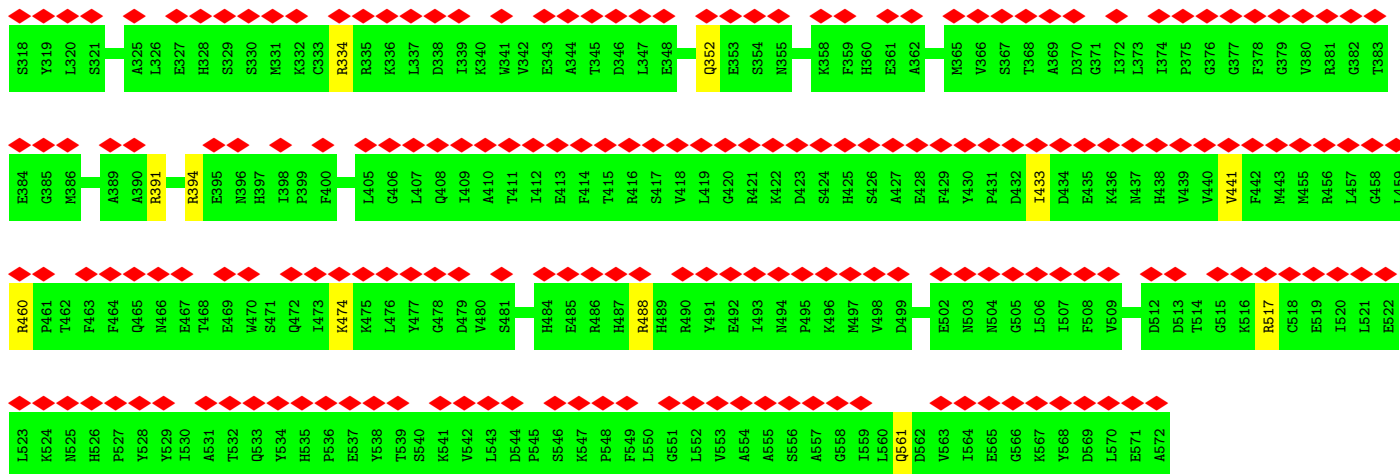 S318 Y319 L320 S321 A325 L326 E327 H328 S329 S330 M331 K332 C333 R334 R335 K336 L337 D338 I339 K340 W341 V342 E343 A344 T345 D346 L347 E348 Q352 E353 S354 N355 K358 F359 H360 E361 A362 M365 V366 S367 T368 A369 D370 G371 I372 L373 I374 P375 G376 G377 F378 G379 V380 R381 G382 T383
E384 G385 M386 A389 A390 R391 R394 E395 N396 H397 I398 P399 F400 L405 G406 L407 Q408 I409 A410 T411 I412 E413 F414 T415 R416 S417 V418 L419 G420 R421 K422 D423 S424 H425 S426 A427 E428 F429 Y430 P431 D432 I433 D434 E435 K436 N437 H438 V439 V440 V441 F442 M443 M455 R456 L457 G458 L459
R460 P461 T462 F463 F464 Q465 N466 E467 T468 E469 W470 S471 Q472 I473 K474 K475 L476 Y477 G478 D479 V480 S481 H484 E485 R486 H487 R488 H489 R490 Y491 E492 I493 N494 P495 K496 M497 V498 D499 E502 N503 N504 G505 L506 I507 F508 V509 D512 D513 T514 G515 K516 R517 C518 E519 I520 L521 E522
L523 K524 N525 H526 P527 Y528 Y529 I530 A531 T532 Q533 Y534 H535 P536 E537 Y538 T539 S540 K541 V542 L543 D544 P545 S546 K547 P548 F549 L550 G551 L552 V553 A554 A555 S556 A557 G558 I559 L560 Q561 D562 V563 I564 E565 G566 K567 Y568 D569 L570 E571 A572